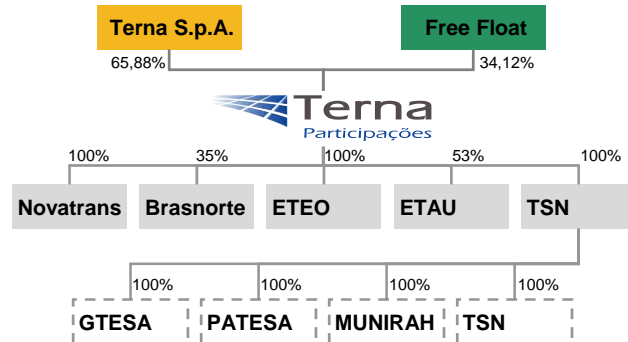 Terna S.p.A. Free Float
65,88% 34,12%
Terna
Participações
100% 35% 100% 53% 100%
Novatrans Brasnorte ETEO ETAU TSN
100% 100% 100% 100%
GTESA PATESA MUNIRAH TSN